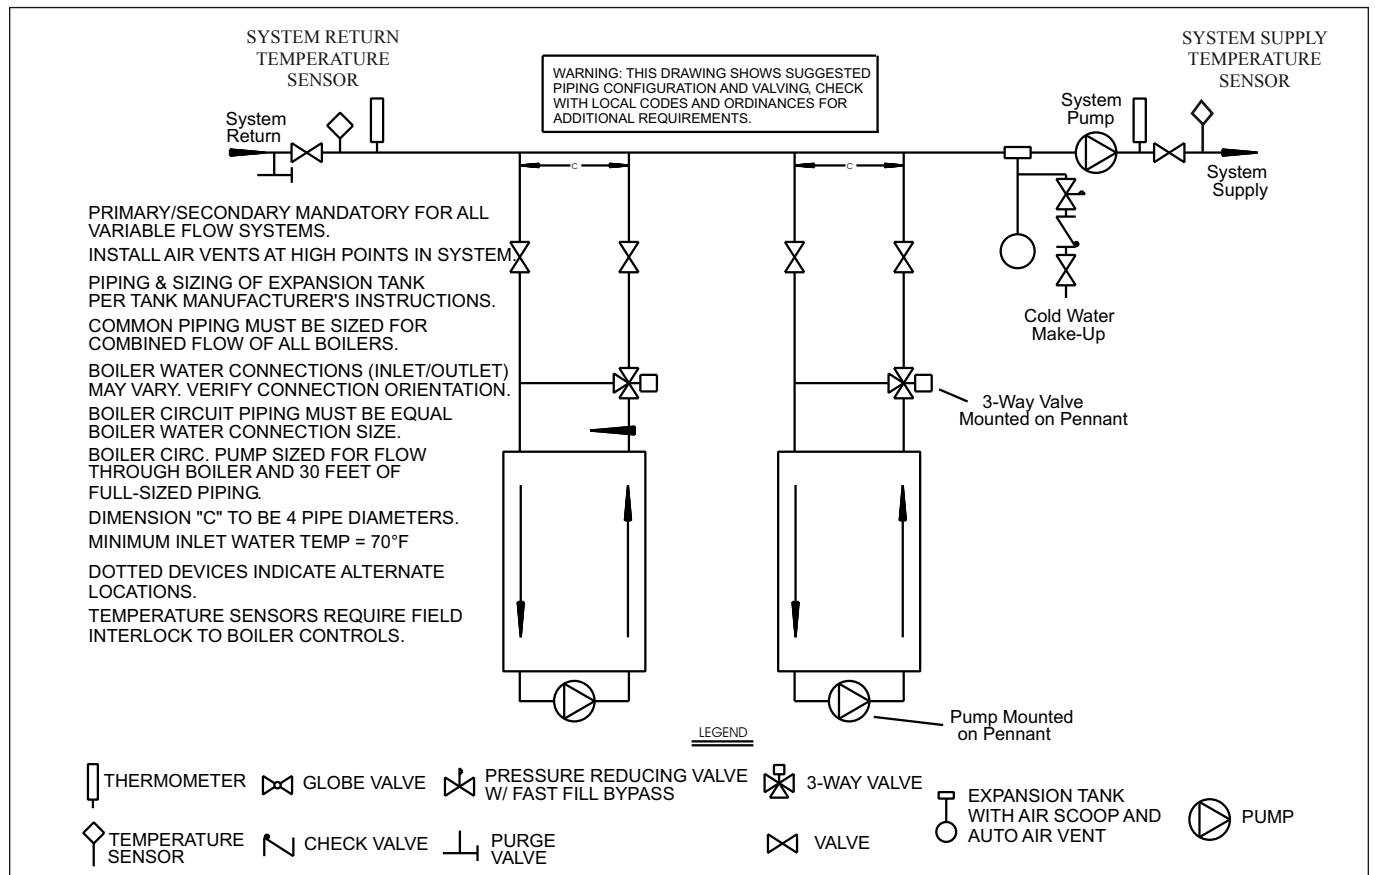 SYSTEM RETURN
TEMPERATURE
SENSOR
SYSTEM SUPPLY
TEMPERATURE
SENSOR
WARNING: THIS DRAWING SHOWS SUGGESTED
PIPING CONFIGURATION AND VALVING, CHECK
WITH LOCAL CODES AND ORDINANCES FOR
ADDITIONAL REQUIREMENTS.
System
Return
System
Pump
System
Supply
C
C
PRIMARY/SECONDARY MANDATORY FOR ALL
VARIABLE FLOW SYSTEMS.
INSTALL AIR VENTS AT HIGH POINTS IN SYSTEM.
PIPING & SIZING OF EXPANSION TANK
PER TANK MANUFACTURER'S INSTRUCTIONS.
COMMON PIPING MUST BE SIZED FOR
COMBINED FLOW OF ALL BOILERS.
BOILER WATER CONNECTIONS (INLET/OUTLET)
MAY VARY. VERIFY CONNECTION ORIENTATION.
BOILER CIRCUIT PIPING MUST BE EQUAL
BOILER WATER CONNECTION SIZE.
BOILER CIRC. PUMP SIZED FOR FLOW
THROUGH BOILER AND 30 FEET OF
FULL-SIZED PIPING.
DIMENSION "C" TO BE 4 PIPE DIAMETERS.
MINIMUM INLET WATER TEMP = 70°F
DOTTED DEVICES INDICATE ALTERNATE
LOCATIONS.
TEMPERATURE SENSORS REQUIRE FIELD
INTERLOCK TO BOILER CONTROLS.
Cold Water
Make-Up
3-Way Valve
Mounted on Pennant
Pump Mounted
on Pennant
LEGEND
THERMOMETER
GLOBE VALVE
PRESSURE REDUCING VALVE
W/ FAST FILL BYPASS
3-WAY VALVE
EXPANSION TANK
WITH AIR SCOOP AND
AUTO AIR VENT
PUMP
TEMPERATURE
SENSOR
CHECK VALVE
PURGE
VALVE
VALVE